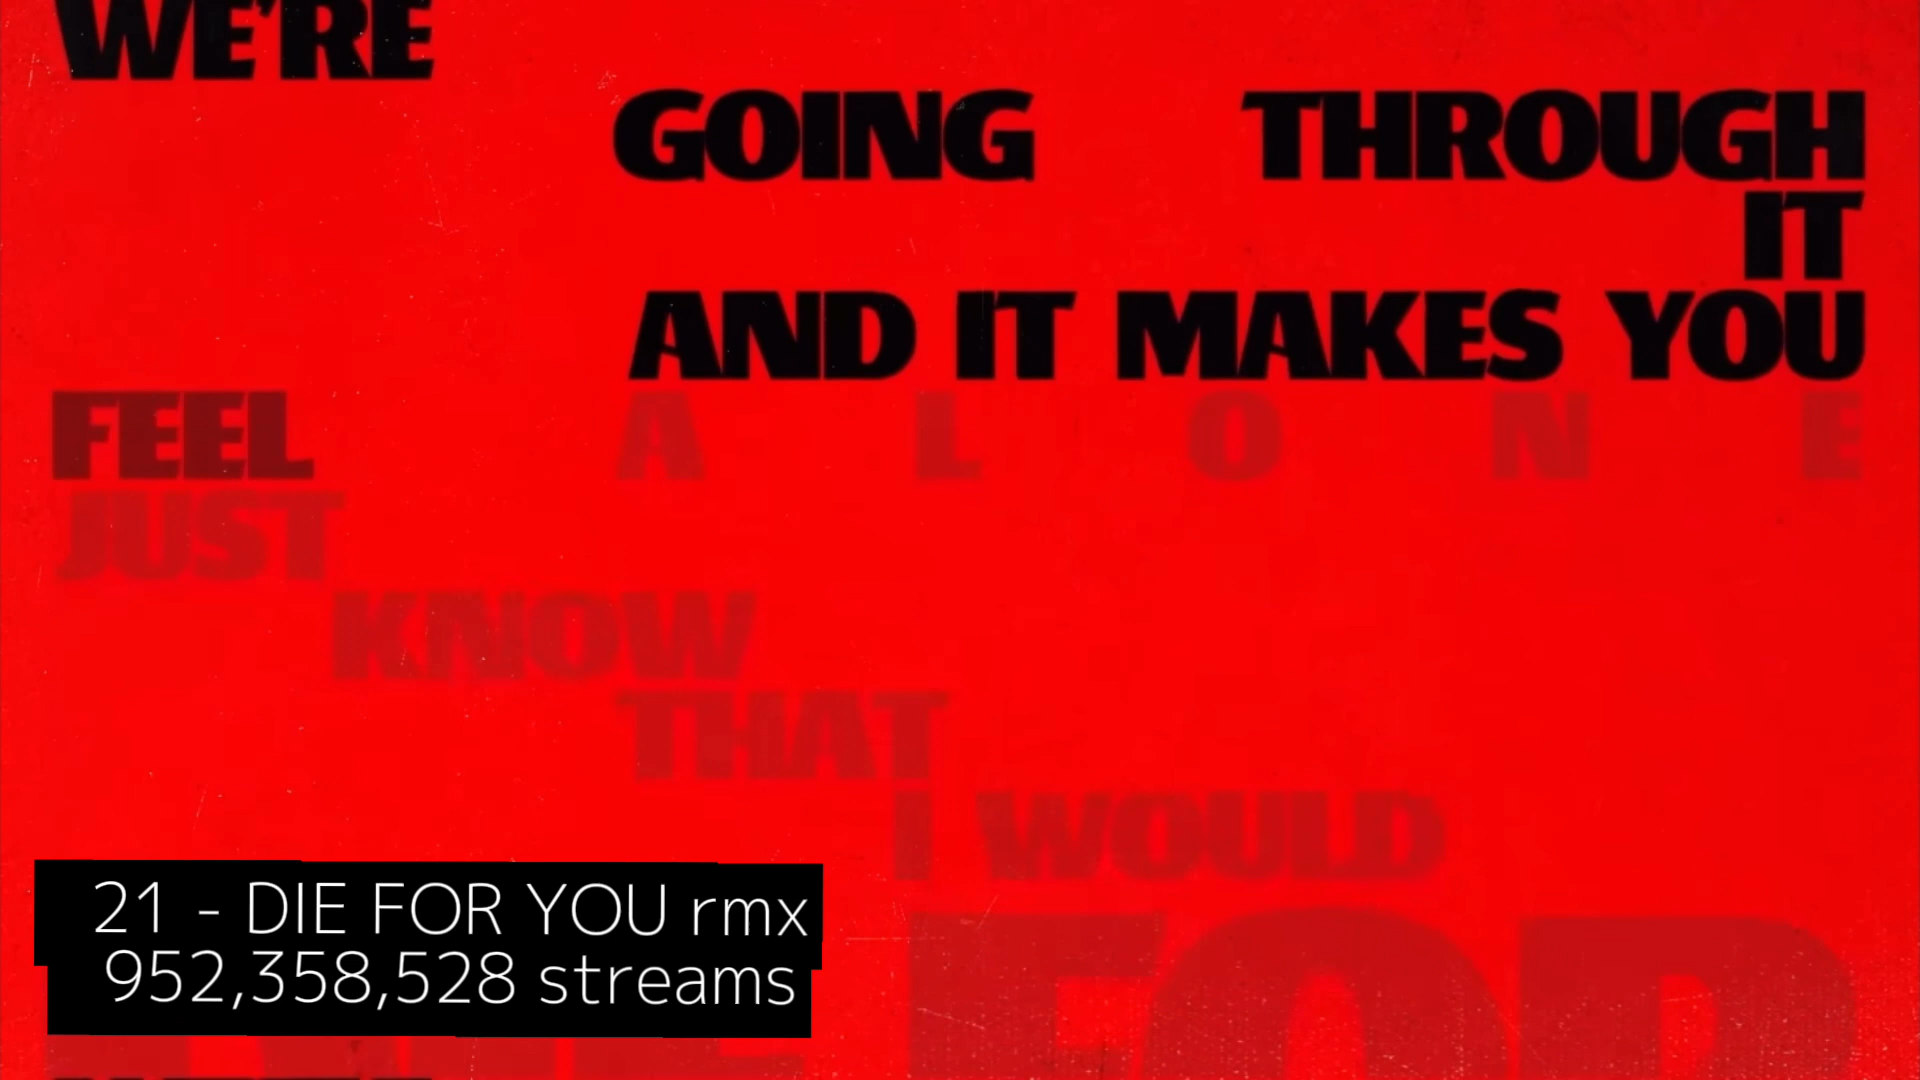 WE'RE
GOING THROUGH
IT
AND IT MAKES YOU
FEEL A L O N E
JUST
KNOW
THAT
I WOULD
FOR
21 - DIE FOR YOU rmx
952,358,528 streams